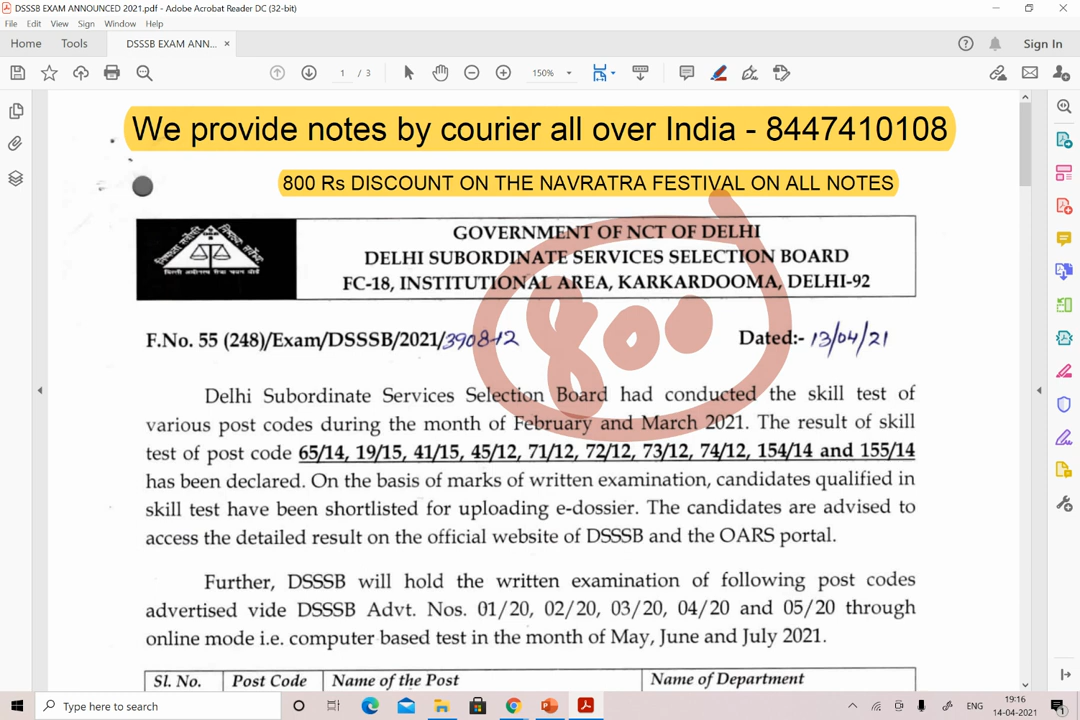 DSSSB EXAM ANNOUNCED 2021.pdf - Adobe Acrobat Reader DC (32-bit)
File Edit View Sign Window Help
Home Tools DSSSB EXAM ANN... × Sign In
1 / 3 150%
We provide notes by courier all over India - 8447410108
800 Rs DISCOUNT ON THE NAVRATRA FESTIVAL ON ALL NOTES
GOVERNMENT OF NCT OF DELHI
DELHI SUBORDINATE SERVICES SELECTION BOARD
FC-18, INSTITUTIONAL AREA, KARKARDOOMA, DELHI-92
800
F.No. 55 (248)/Exam/DSSSB/2021/3908-12 Dated:- 13/04/21
Delhi Subordinate Services Selection Board had conducted the skill test of
various post codes during the month of February and March 2021. The result of skill
test of post code 65/14, 19/15, 41/15, 45/12, 71/12, 72/12, 73/12, 74/12, 154/14 and 155/14
has been declared. On the basis of marks of written examination, candidates qualified in
skill test have been shortlisted for uploading e-dossier. The candidates are advised to
access the detailed result on the official website of DSSSB and the OARS portal.
Further, DSSSB will hold the written examination of following post codes
advertised vide DSSSB Advt. Nos. 01/20, 02/20, 03/20, 04/20 and 05/20 through
online mode i.e. computer based test in the month of May, June and July 2021.
Sl. No. Post Code Name of the Post Name of Department
Type here to search
ENG
19:16
14-04-2021
1